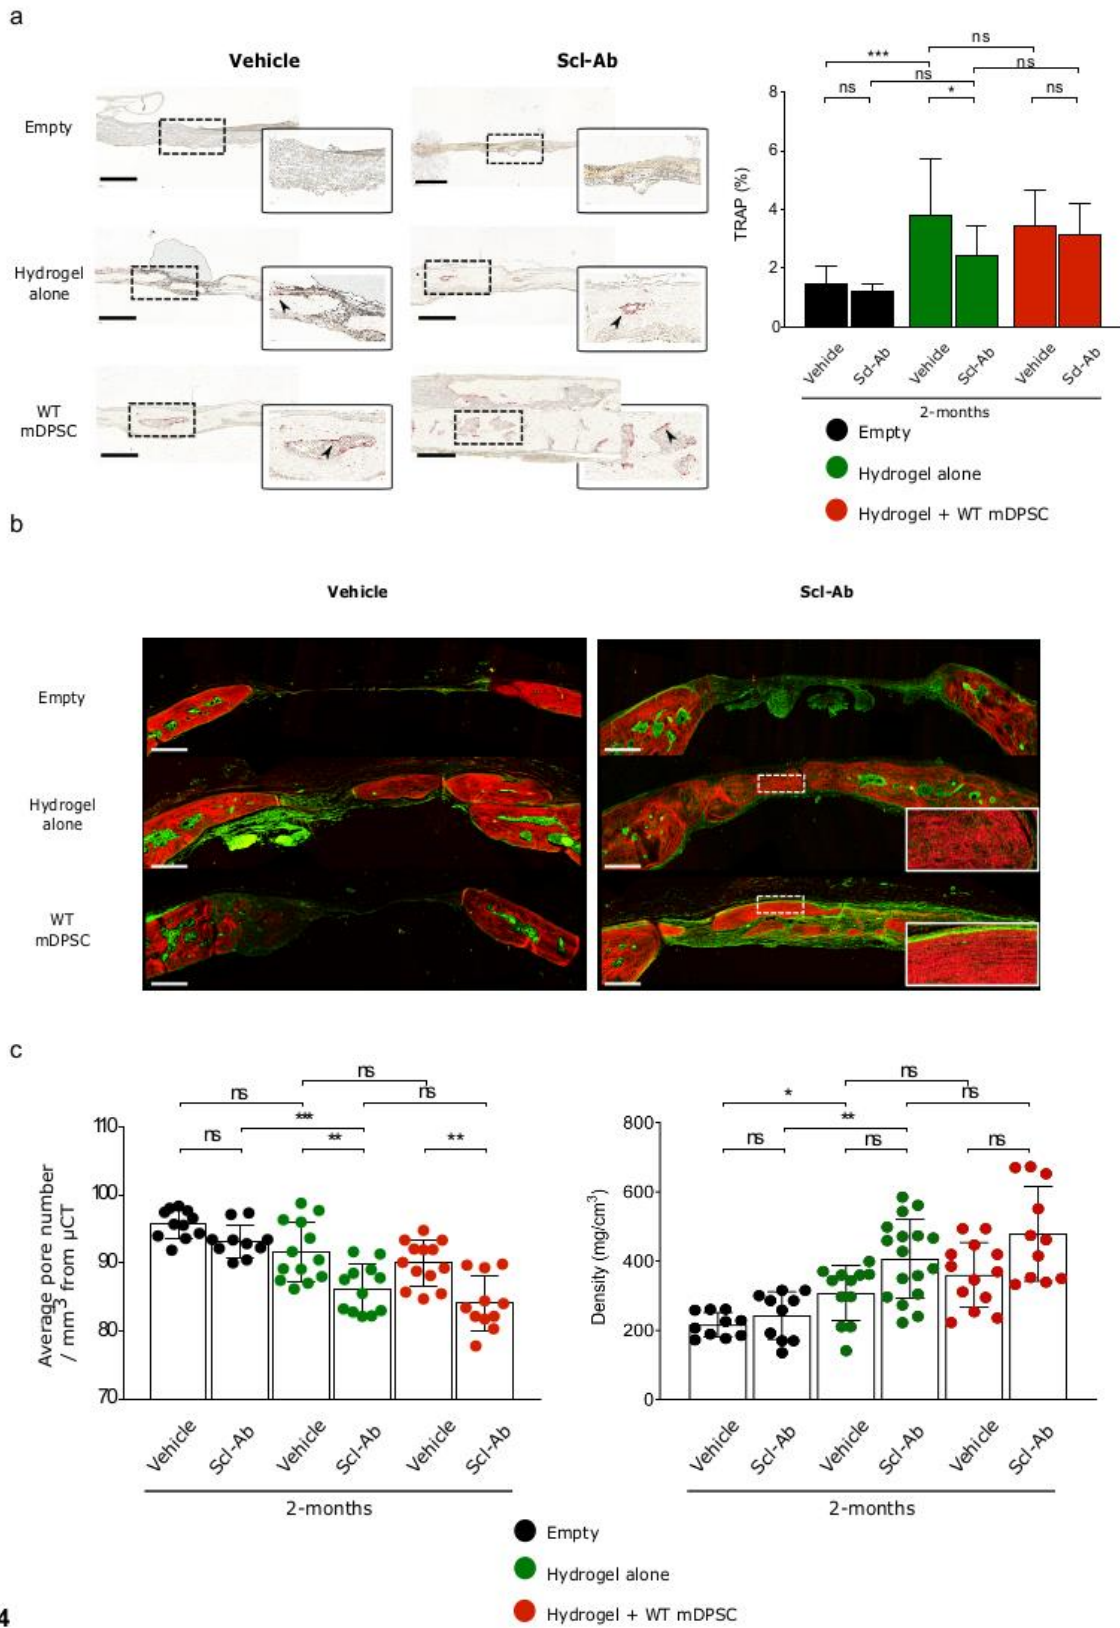 a
Vehicle
Scl-Ab
Empty
Hydrogel
alone
WT
mDPSC
ns
***
ns
ns
ns
*
ns
8
6
4
2
0
TRAP (%)
Vehicle
Scl-Ab
Vehicle
Scl-Ab
Vehicle
Scl-Ab
2-months
Empty
Hydrogel alone
Hydrogel + WT mDPSC
b
Vehicle
Scl-Ab
Empty
Hydrogel
alone
WT
mDPSC
c
ns
ns
ns
***
ns
**
**
110
100
90
80
70
Average pore number
/ mm3 from µCT
Vehicle
Scl-Ab
Vehicle
Scl-Ab
Vehicle
Scl-Ab
2-months
ns
*
ns
**
ns
ns
ns
800
600
400
200
0
Density (mg/cm3)
Vehicle
Scl-Ab
Vehicle
Scl-Ab
Vehicle
Scl-Ab
2-months
Empty
Hydrogel alone
Hydrogel + WT mDPSC
4